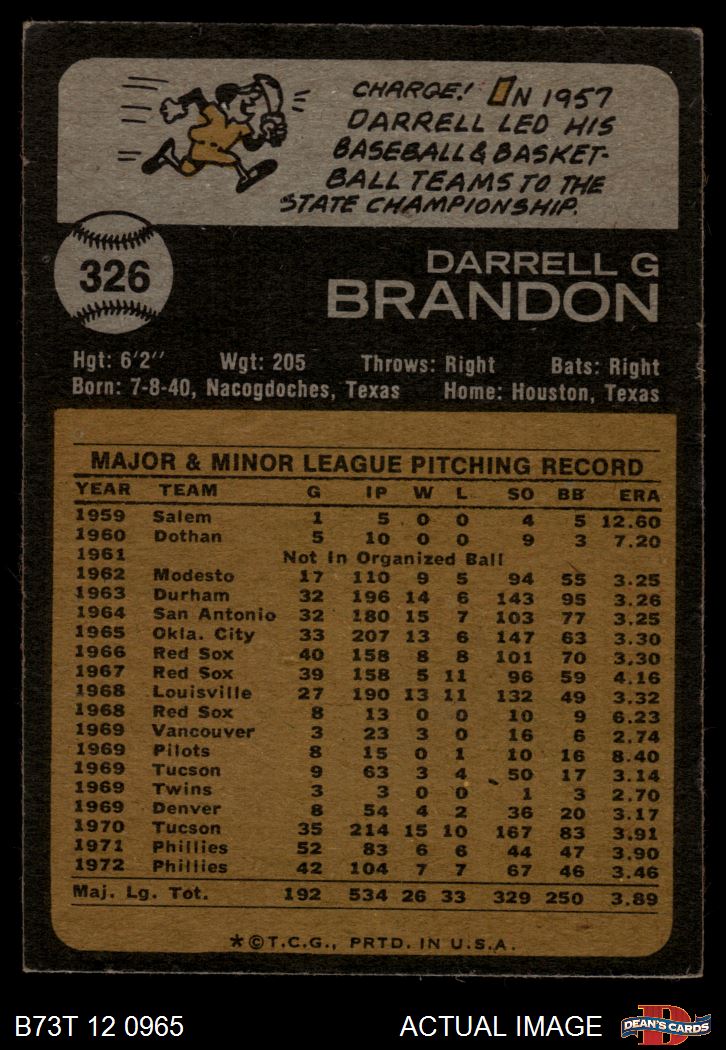 CHARGE! IN 1957
DARRELL LED HIS
BASEBALL & BASKET-
BALL TEAMS TO THE
STATE CHAMPIONSHIP.
326
DARRELL G
BRANDON
Hgt: 6'2" Wgt: 205 Throws: Right Bats: Right
Born: 7-8-40, Nacogdoches, Texas Home: Houston, Texas
MAJOR & MINOR LEAGUE PITCHING RECORD
YEAR TEAM G IP W L SO BB ERA
1959 Salem 1 5 0 0 4 5 12.60
1960 Dothan 5 10 0 0 9 3 7.20
1961 Not In Organized Ball
1962 Modesto 17 110 9 5 94 55 3.25
1963 Durham 32 196 14 6 143 95 3.26
1964 San Antonio 32 180 15 7 103 77 3.25
1965 Okla. City 33 207 13 6 147 63 3.30
1966 Red Sox 40 158 8 8 101 70 3.30
1967 Red Sox 39 158 5 11 96 59 4.16
1968 Louisville 27 190 13 11 132 49 3.32
1968 Red Sox 8 13 0 0 10 9 6.23
1969 Vancouver 3 23 3 0 16 6 2.74
1969 Pilots 8 15 0 1 10 16 8.40
1969 Tucson 9 63 3 4 50 17 3.14
1969 Twins 3 3 0 0 1 3 2.70
1969 Denver 8 54 4 2 36 20 3.17
1970 Tucson 35 214 15 10 167 83 3.91
1971 Phillies 52 83 6 6 44 47 3.90
1972 Phillies 42 104 7 7 67 46 3.46
Maj. Lg. Tot. 192 534 26 33 329 250 3.89
*©T.C.G., PRTD. IN U.S.A.
B73T 12 0965 ACTUAL IMAGE D DEAN'S CARDS